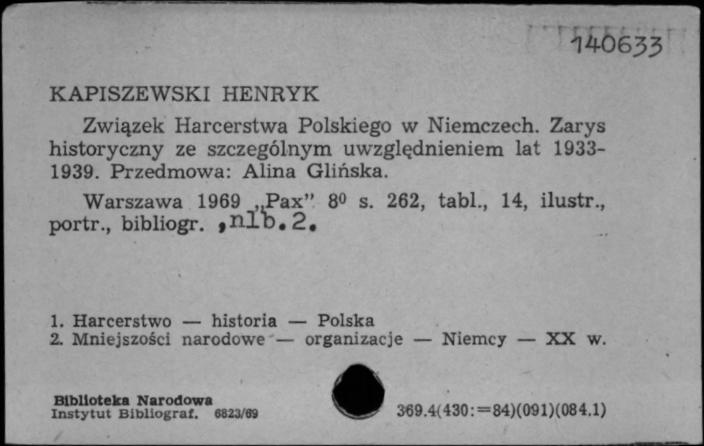 140633
KAPISZEWSKI HENRYK
Związek Harcerstwa Polskiego w Niemczech. Zarys
historyczny ze szczególnym uwzględnieniem lat 1933-
1939. Przedmowa: Alina Glińska.
Warszawa 1969 „Pax” 8⁰ s. 262, tabl., 14, ilustr.,
portr., bibliogr. ,nlb.2.
1. Harcerstwo — historia — Polska
2. Mniejszości narodowe — organizacje — Niemcy — XX w.
Biblioteka Narodowa
Instytut Bibliograf. 6823/69
369.4(430:=84)(091)(084.1)